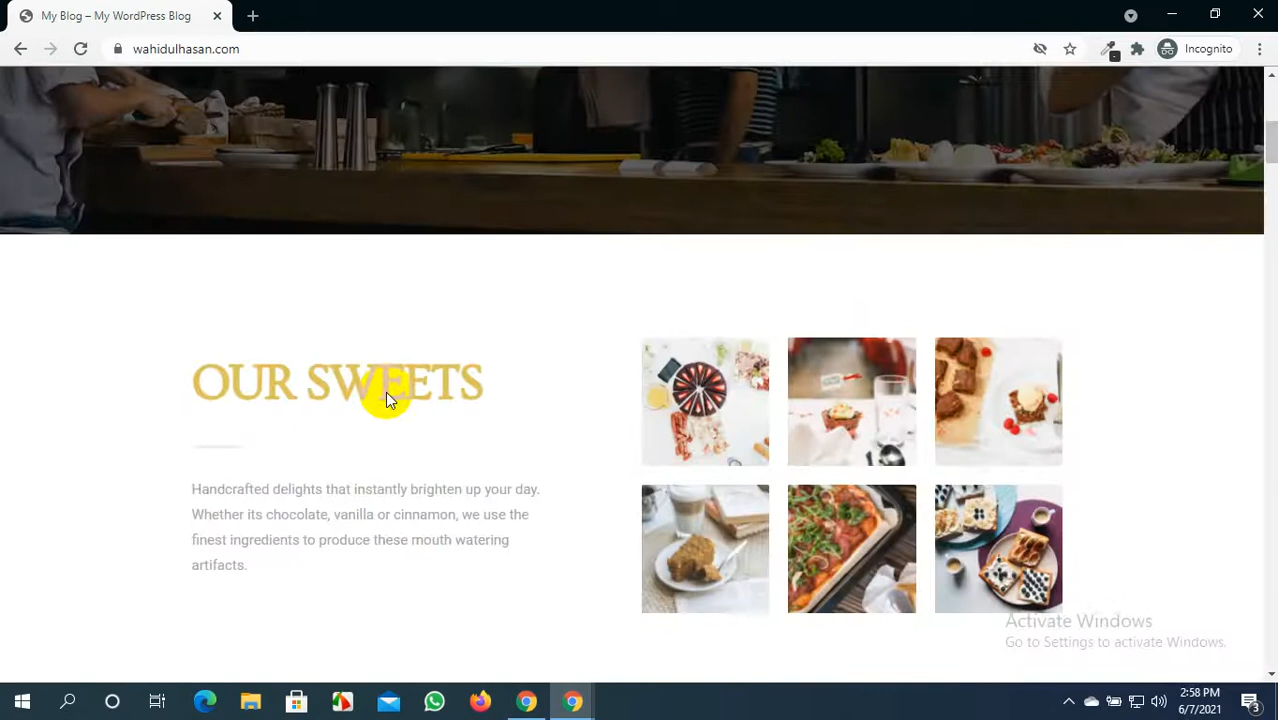 My Blog – My WordPress Blog
wahidulhasan.com
Incognito
OUR SWEETS
Handcrafted delights that instantly brighten up your day.
Whether its chocolate, vanilla or cinnamon, we use the
finest ingredients to produce these mouth watering
artifacts.
Activate Windows
Go to Settings to activate Windows.
2:58 PM
6/7/2021
3